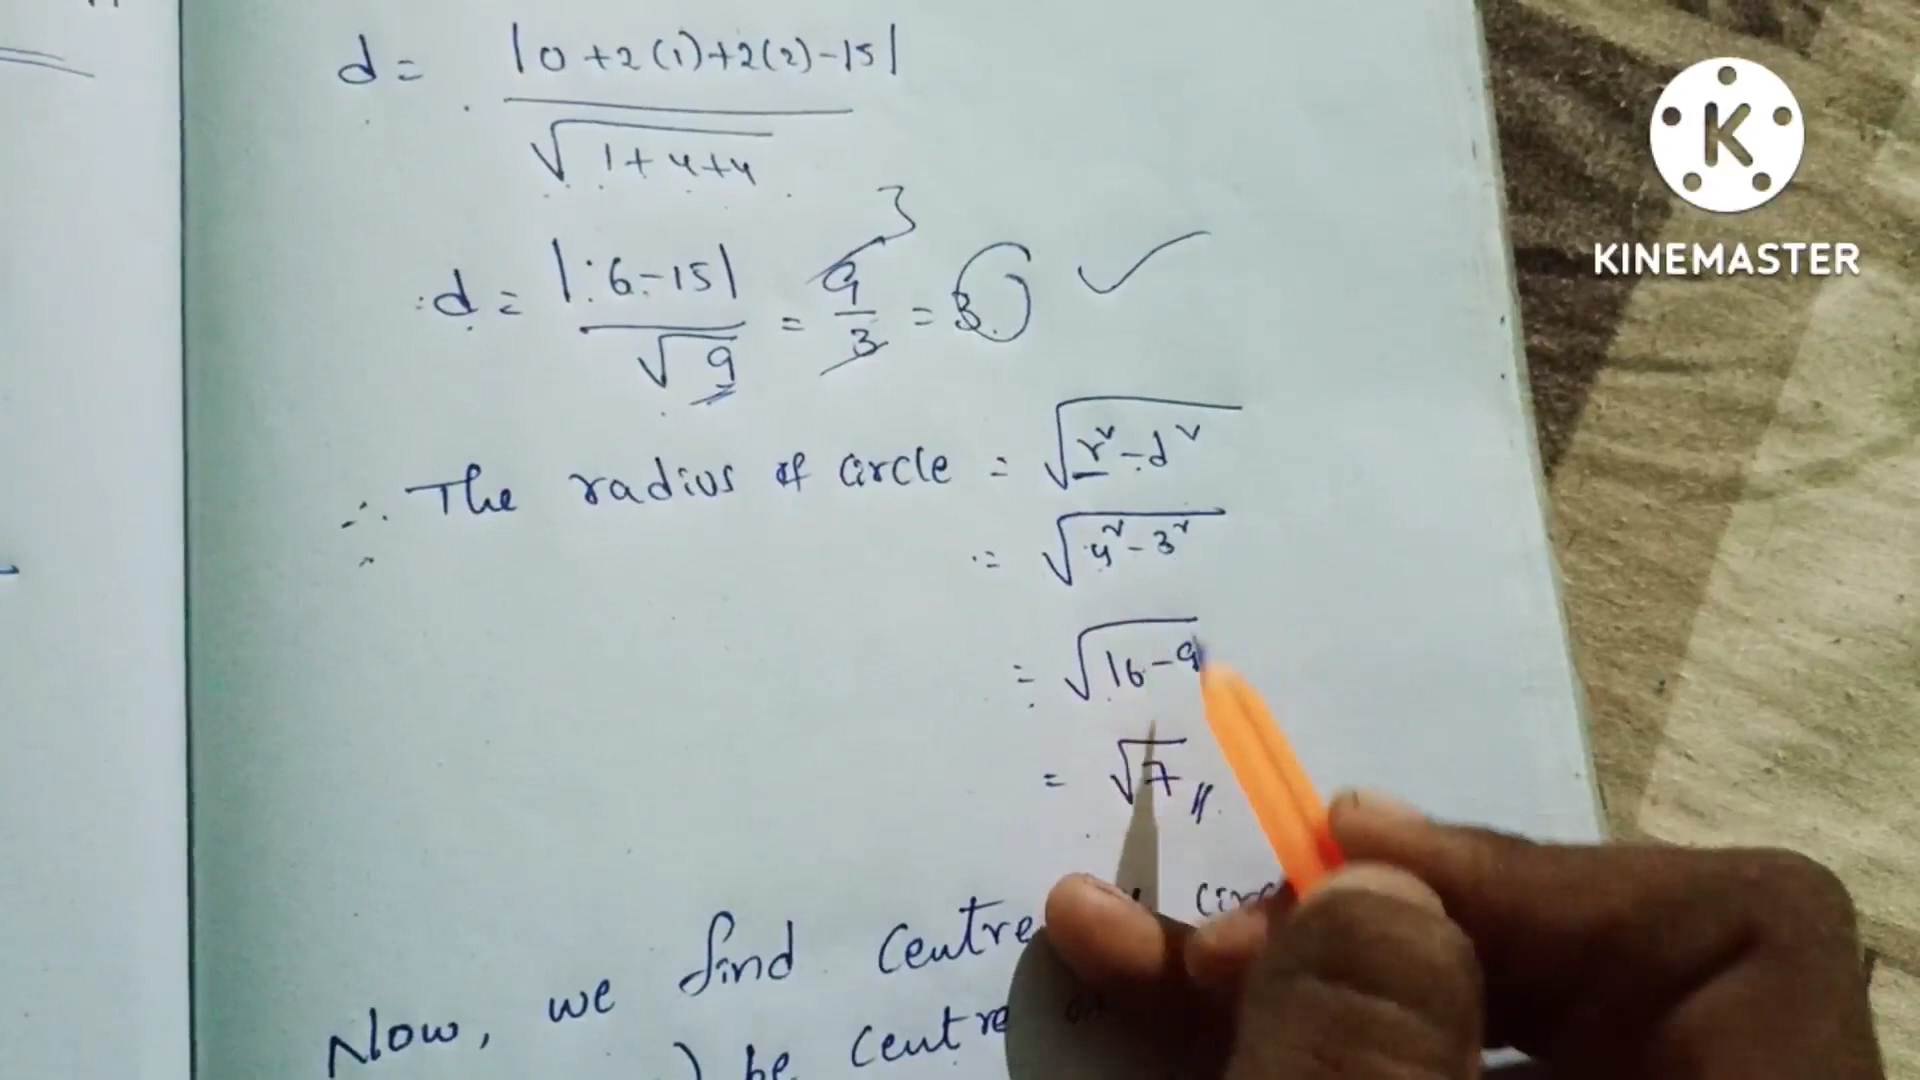 d = |0+2(1)+2(2)-15|
√1+4+4
d = |6-15| = 9 = 3
√9 3
3
∴ The radius of circle = √r²-d²
= √4²-3²
= √16-9
= √7 //
Now, we find centre
) be centre
K
KINEMASTER